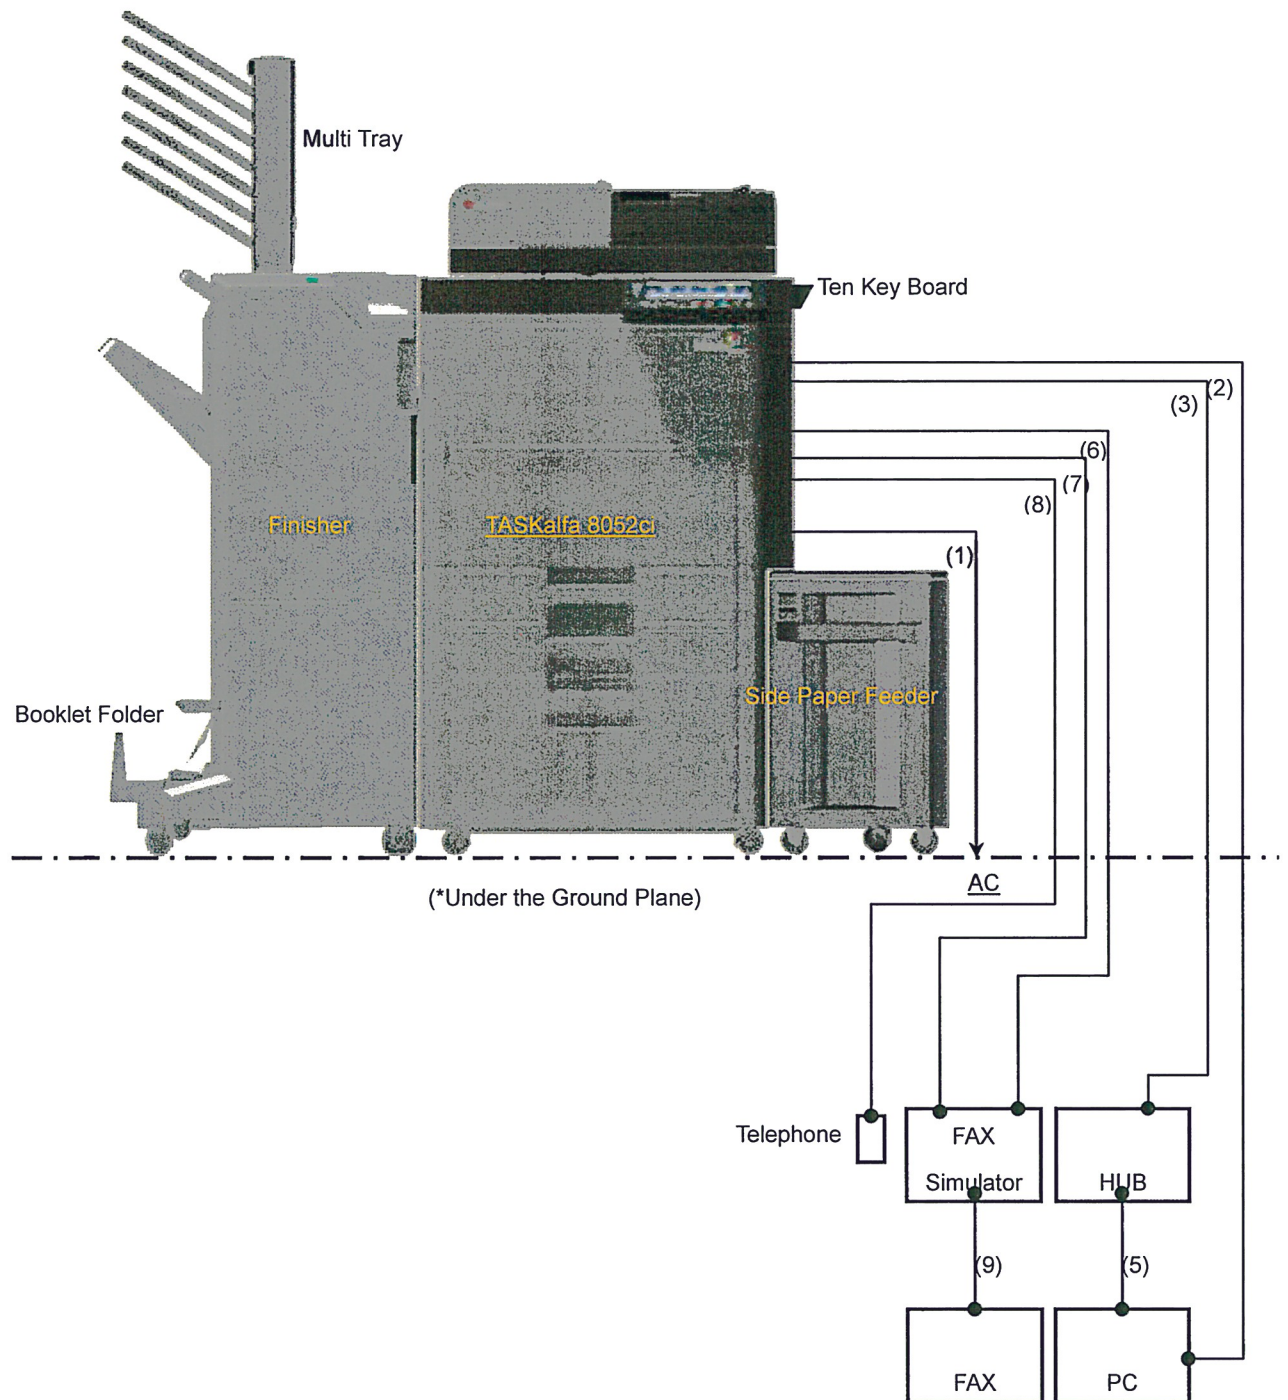 Multi Tray
Ten Key Board
(2)
(3)
(6)
(7)
(8)
(1)
Finisher
TASKalfa 8052ci
Side Paper Feeder
Booklet Folder
AC
(*Under the Ground Plane)
Telephone
FAX
Simulator
HUB
(9)
(5)
FAX
PC